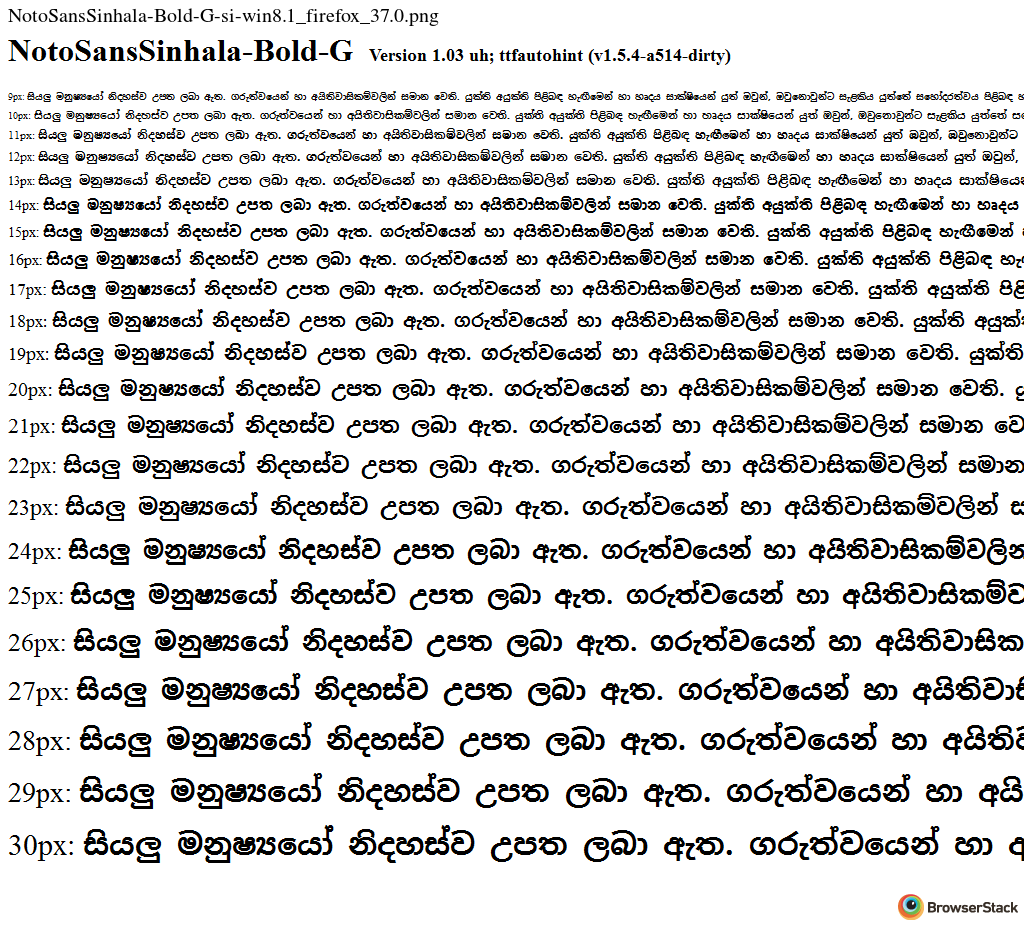 NotoSansSinhala-Bold-G-si-win8.1_firefox_37.0.png
NotoSansSinhala-Bold-G Version 1.03 uh; ttfautohint (v1.5.4-a514-dirty)
9px: සියලු මනුෂ්‍යයෝ නිදහස්ව උපත ලබා ඇත. ගරුත්වයෙන් හා අයිතිවාසිකම්වලින් සමාන වෙති. යුක්ති අයුක්ති පිළිබඳ හැඟීමෙන් හා හෘදය සාක්ෂියෙන් යුත් ඔවුන්, ඔවුනොවුන්ට සැළකිය යුත්තේ සහෝදරත්වය පිළිබඳ
10px: සියලු මනුෂ්‍යයෝ නිදහස්ව උපත ලබා ඇත. ගරුත්වයෙන් හා අයිතිවාසිකම්වලින් සමාන වෙති. යුක්ති අයුක්ති පිළිබඳ හැඟීමෙන් හා හෘදය සාක්ෂියෙන් යුත් ඔවුන්, ඔවුනොවුන්ට සැළකිය යුත්තේ
11px: සියලු මනුෂ්‍යයෝ නිදහස්ව උපත ලබා ඇත. ගරුත්වයෙන් හා අයිතිවාසිකම්වලින් සමාන වෙති. යුක්ති අයුක්ති පිළිබඳ හැඟීමෙන් හා හෘදය සාක්ෂියෙන් යුත් ඔවුන්, ඔවුනොවුන්ට
12px: සියලු මනුෂ්‍යයෝ නිදහස්ව උපත ලබා ඇත. ගරුත්වයෙන් හා අයිතිවාසිකම්වලින් සමාන වෙති. යුක්ති අයුක්ති පිළිබඳ හැඟීමෙන් හා හෘදය සාක්ෂියෙන් යුත් ඔවුන්,
13px: සියලු මනුෂ්‍යයෝ නිදහස්ව උපත ලබා ඇත. ගරුත්වයෙන් හා අයිතිවාසිකම්වලින් සමාන වෙති. යුක්ති අයුක්ති පිළිබඳ හැඟීමෙන් හා හෘදය
14px: සියලු මනුෂ්‍යයෝ නිදහස්ව උපත ලබා ඇත. ගරුත්වයෙන් හා අයිතිවාසිකම්වලින් සමාන වෙති. යුක්ති අයුක්ති පිළිබඳ හැඟීමෙන් හා හෘදය
15px: සියලු මනුෂ්‍යයෝ නිදහස්ව උපත ලබා ඇත. ගරුත්වයෙන් හා අයිතිවාසිකම්වලින් සමාන වෙති. යුක්ති අයුක්ති පිළිබඳ හැඟීමෙන්
16px: සියලු මනුෂ්‍යයෝ නිදහස්ව උපත ලබා ඇත. ගරුත්වයෙන් හා අයිතිවාසිකම්වලින් සමාන වෙති. යුක්ති අයුක්ති පිළිබඳ
17px: සියලු මනුෂ්‍යයෝ නිදහස්ව උපත ලබා ඇත. ගරුත්වයෙන් හා අයිතිවාසිකම්වලින් සමාන වෙති. යුක්ති අයුක්ති
18px: සියලු මනුෂ්‍යයෝ නිදහස්ව උපත ලබා ඇත. ගරුත්වයෙන් හා අයිතිවාසිකම්වලින් සමාන වෙති. යුක්ති
19px: සියලු මනුෂ්‍යයෝ නිදහස්ව උපත ලබා ඇත. ගරුත්වයෙන් හා අයිතිවාසිකම්වලින් සමාන වෙති. යුක්ති
20px: සියලු මනුෂ්‍යයෝ නිදහස්ව උපත ලබා ඇත. ගරුත්වයෙන් හා අයිතිවාසිකම්වලින් සමාන වෙති.
21px: සියලු මනුෂ්‍යයෝ නිදහස්ව උපත ලබා ඇත. ගරුත්වයෙන් හා අයිතිවාසිකම්වලින් සමාන
22px: සියලු මනුෂ්‍යයෝ නිදහස්ව උපත ලබා ඇත. ගරුත්වයෙන් හා අයිතිවාසිකම්වලින් සමාන
23px: සියලු මනුෂ්‍යයෝ නිදහස්ව උපත ලබා ඇත. ගරුත්වයෙන් හා අයිතිවාසිකම්වලින්
24px: සියලු මනුෂ්‍යයෝ නිදහස්ව උපත ලබා ඇත. ගරුත්වයෙන් හා අයිතිවාසිකම්වලින්
25px: සියලු මනුෂ්‍යයෝ නිදහස්ව උපත ලබා ඇත. ගරුත්වයෙන් හා අයිතිවාසිකම්ව
26px: සියලු මනුෂ්‍යයෝ නිදහස්ව උපත ලබා ඇත. ගරුත්වයෙන් හා අයිතිවාසික
27px: සියලු මනුෂ්‍යයෝ නිදහස්ව උපත ලබා ඇත. ගරුත්වයෙන් හා අයිතිවාසි
28px: සියලු මනුෂ්‍යයෝ නිදහස්ව උපත ලබා ඇත. ගරුත්වයෙන් හා අයිති
29px: සියලු මනුෂ්‍යයෝ නිදහස්ව උපත ලබා ඇත. ගරුත්වයෙන් හා අයි
30px: සියලු මනුෂ්‍යයෝ නිදහස්ව උපත ලබා ඇත. ගරුත්වයෙන් හා
BrowserStack